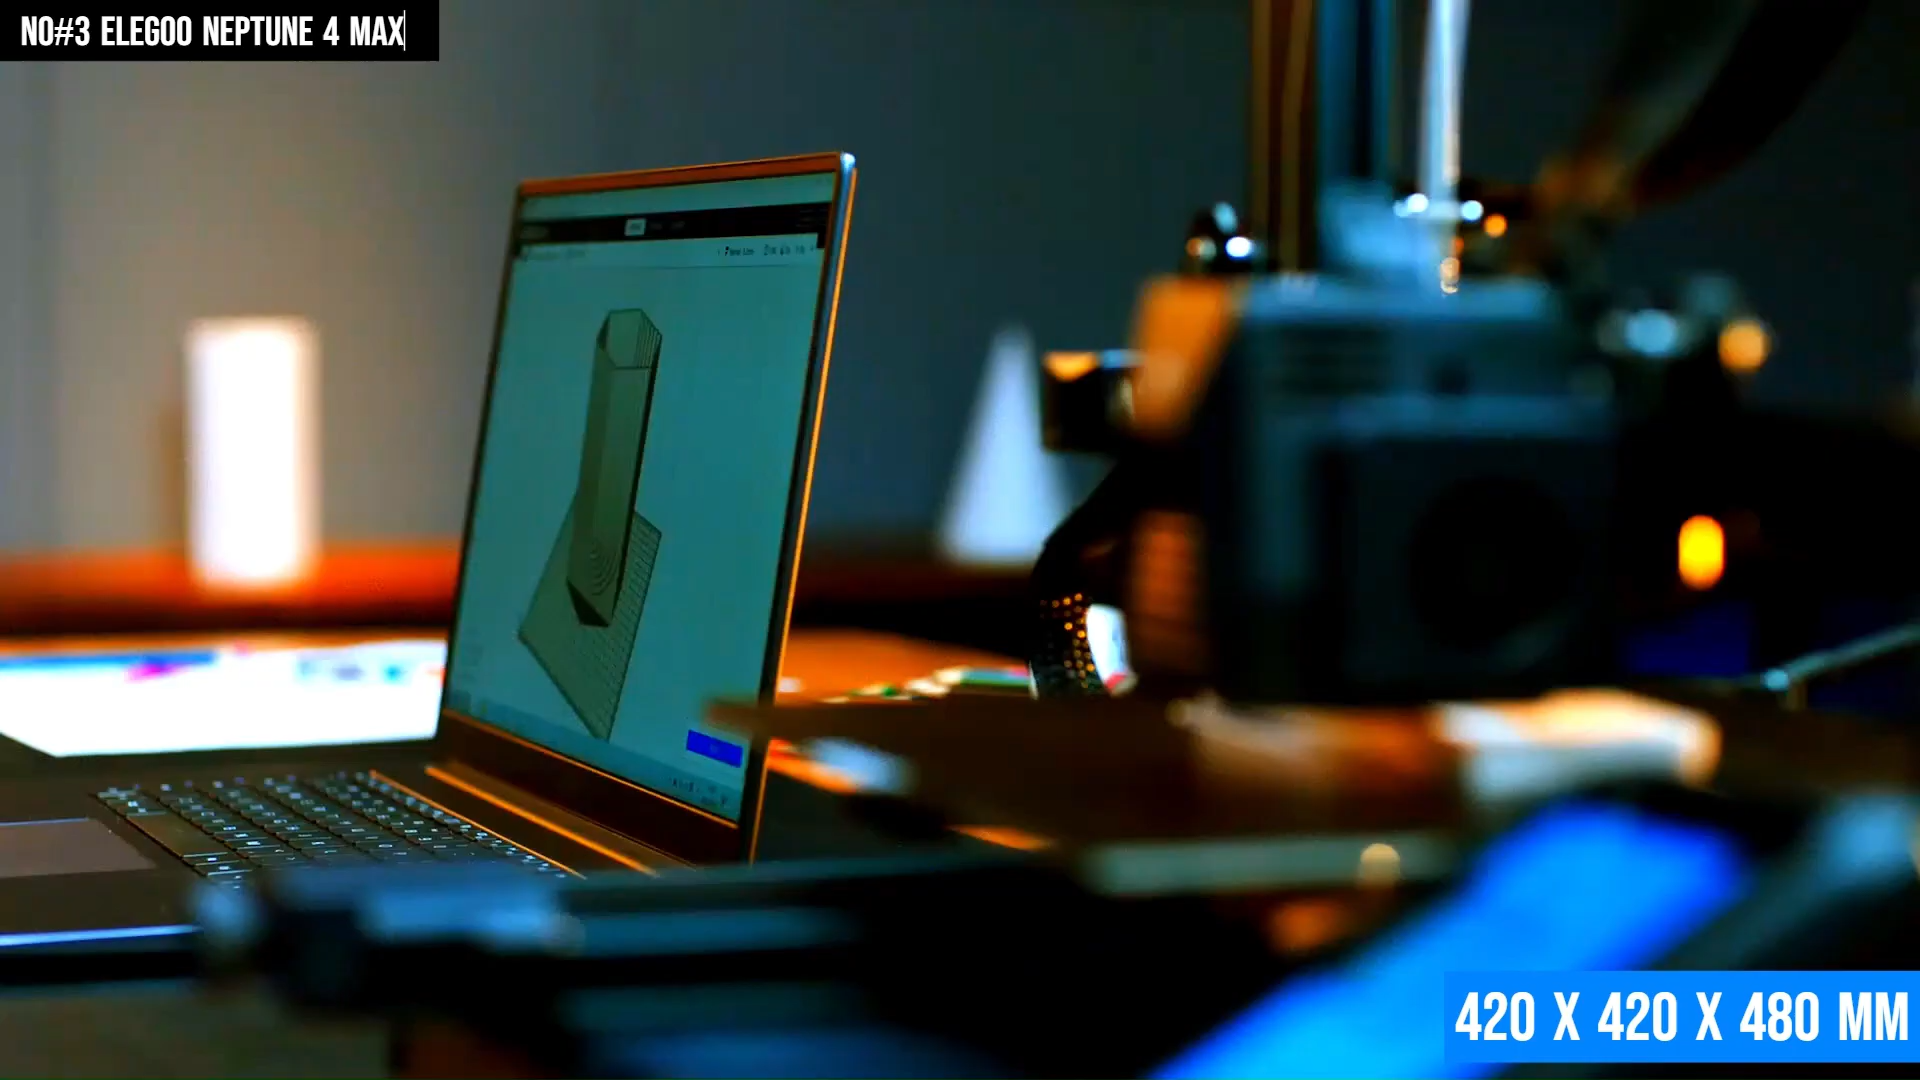 NO#3 ELEGOO NEPTUNE 4 MAX
420 X 420 X 480 MM